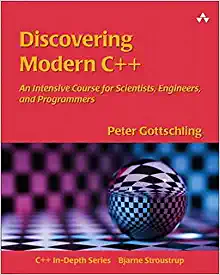 Discovering
Modern C++
An Intensive Course for Scientists, Engineers,
and Programmers
Peter Gottschling
C++ In-Depth Series Bjarne Stroustrup